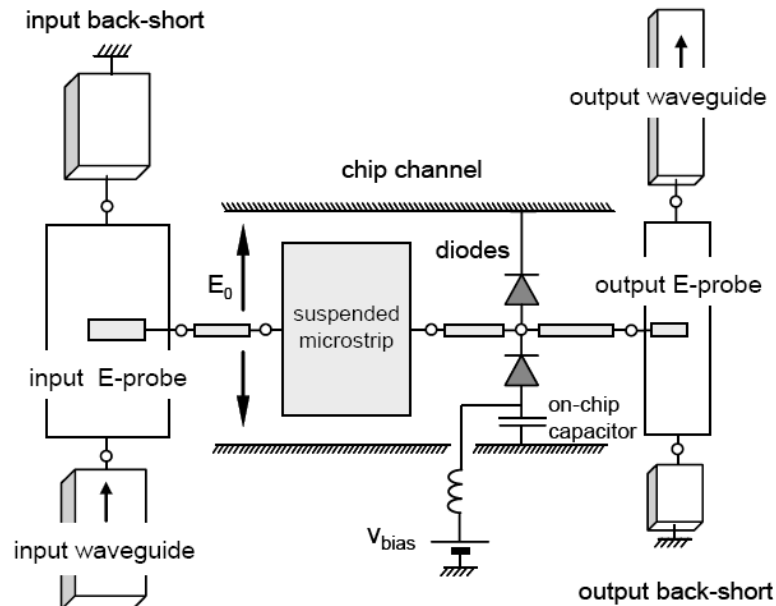 input back-short
output waveguide
chip channel
diodes
E₀
suspended
microstrip
output E-probe
input E-probe
on-chip
capacitor
V_bias
input waveguide
output back-short